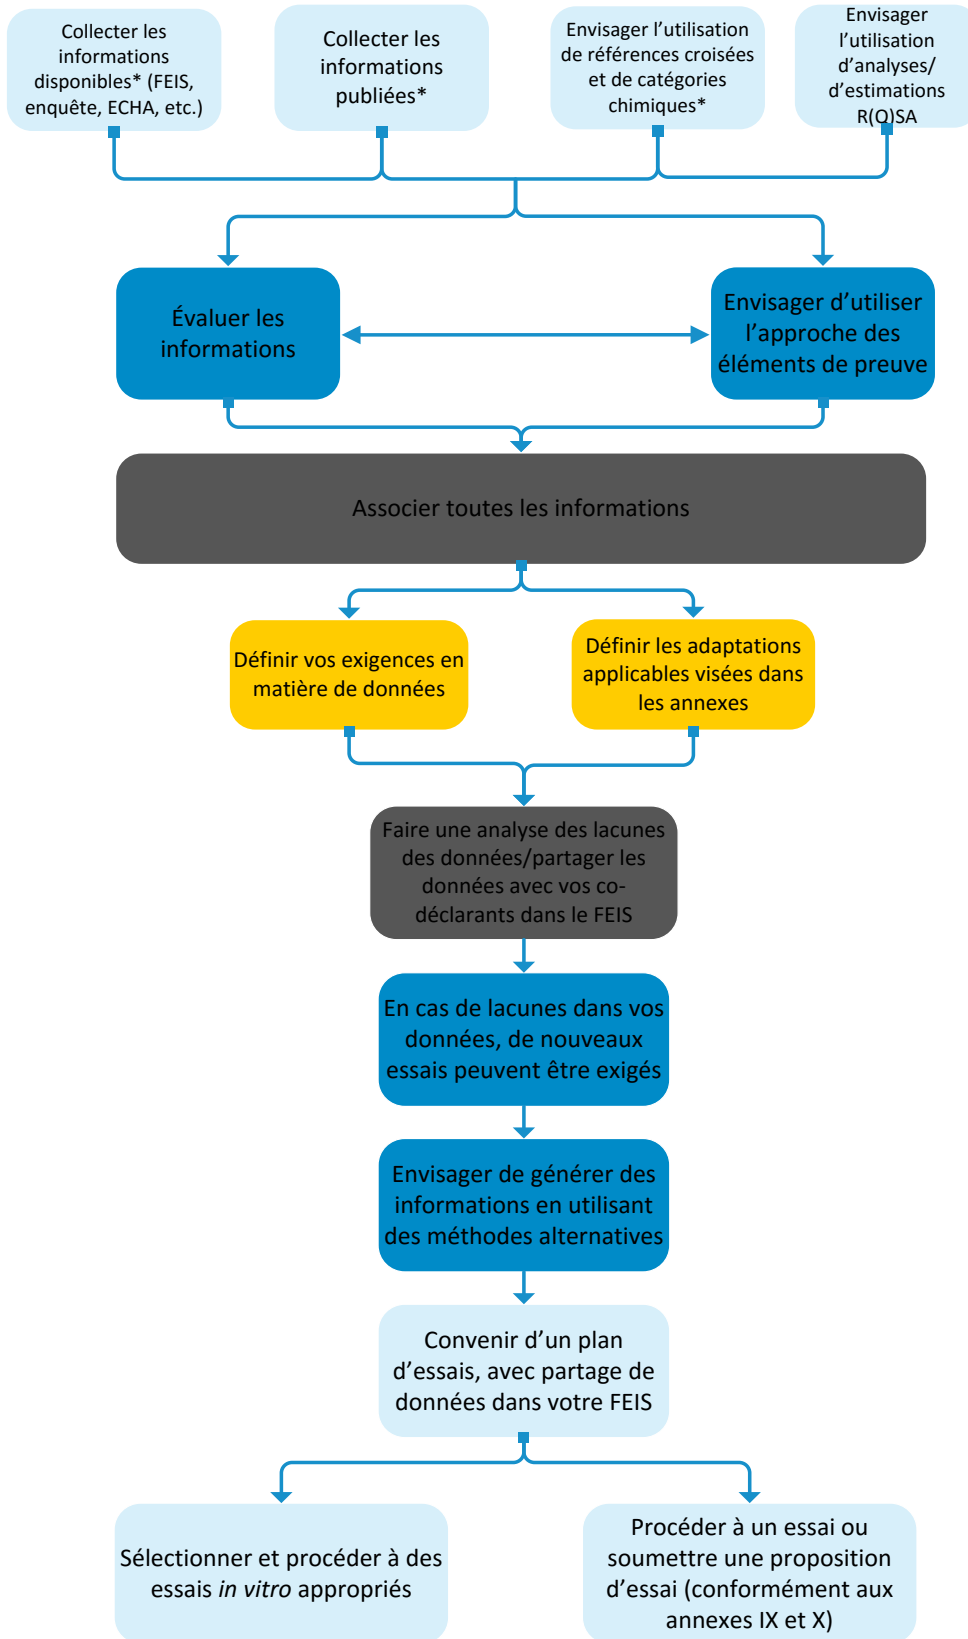 Collecter les
informations
disponibles* (FEIS,
enquête, ECHA, etc.)
Collecter les
informations
publiées*
Envisager l’utilisation
de références croisées
et de catégories
chimiques*
Envisager
l’utilisation
d’analyses/
d’estimations
R(Q)SA
Évaluer les
informations
Envisager d’utiliser
l’approche des
éléments de preuve
Associer toutes les informations
Définir vos exigences en
matière de données
Définir les adaptations
applicables visées dans
les annexes
Faire une analyse des lacunes
des données/partager les
données avec vos co-
déclarants dans le FEIS
En cas de lacunes dans vos
données, de nouveaux
essais peuvent être exigés
Envisager de générer des
informations en utilisant
des méthodes alternatives
Convenir d’un plan
d’essais, avec partage de
données dans votre FEIS
Sélectionner et procéder à des
essais in vitro appropriés
Procéder à un essai ou
soumettre une proposition
d’essai (conformément aux
annexes IX et X)